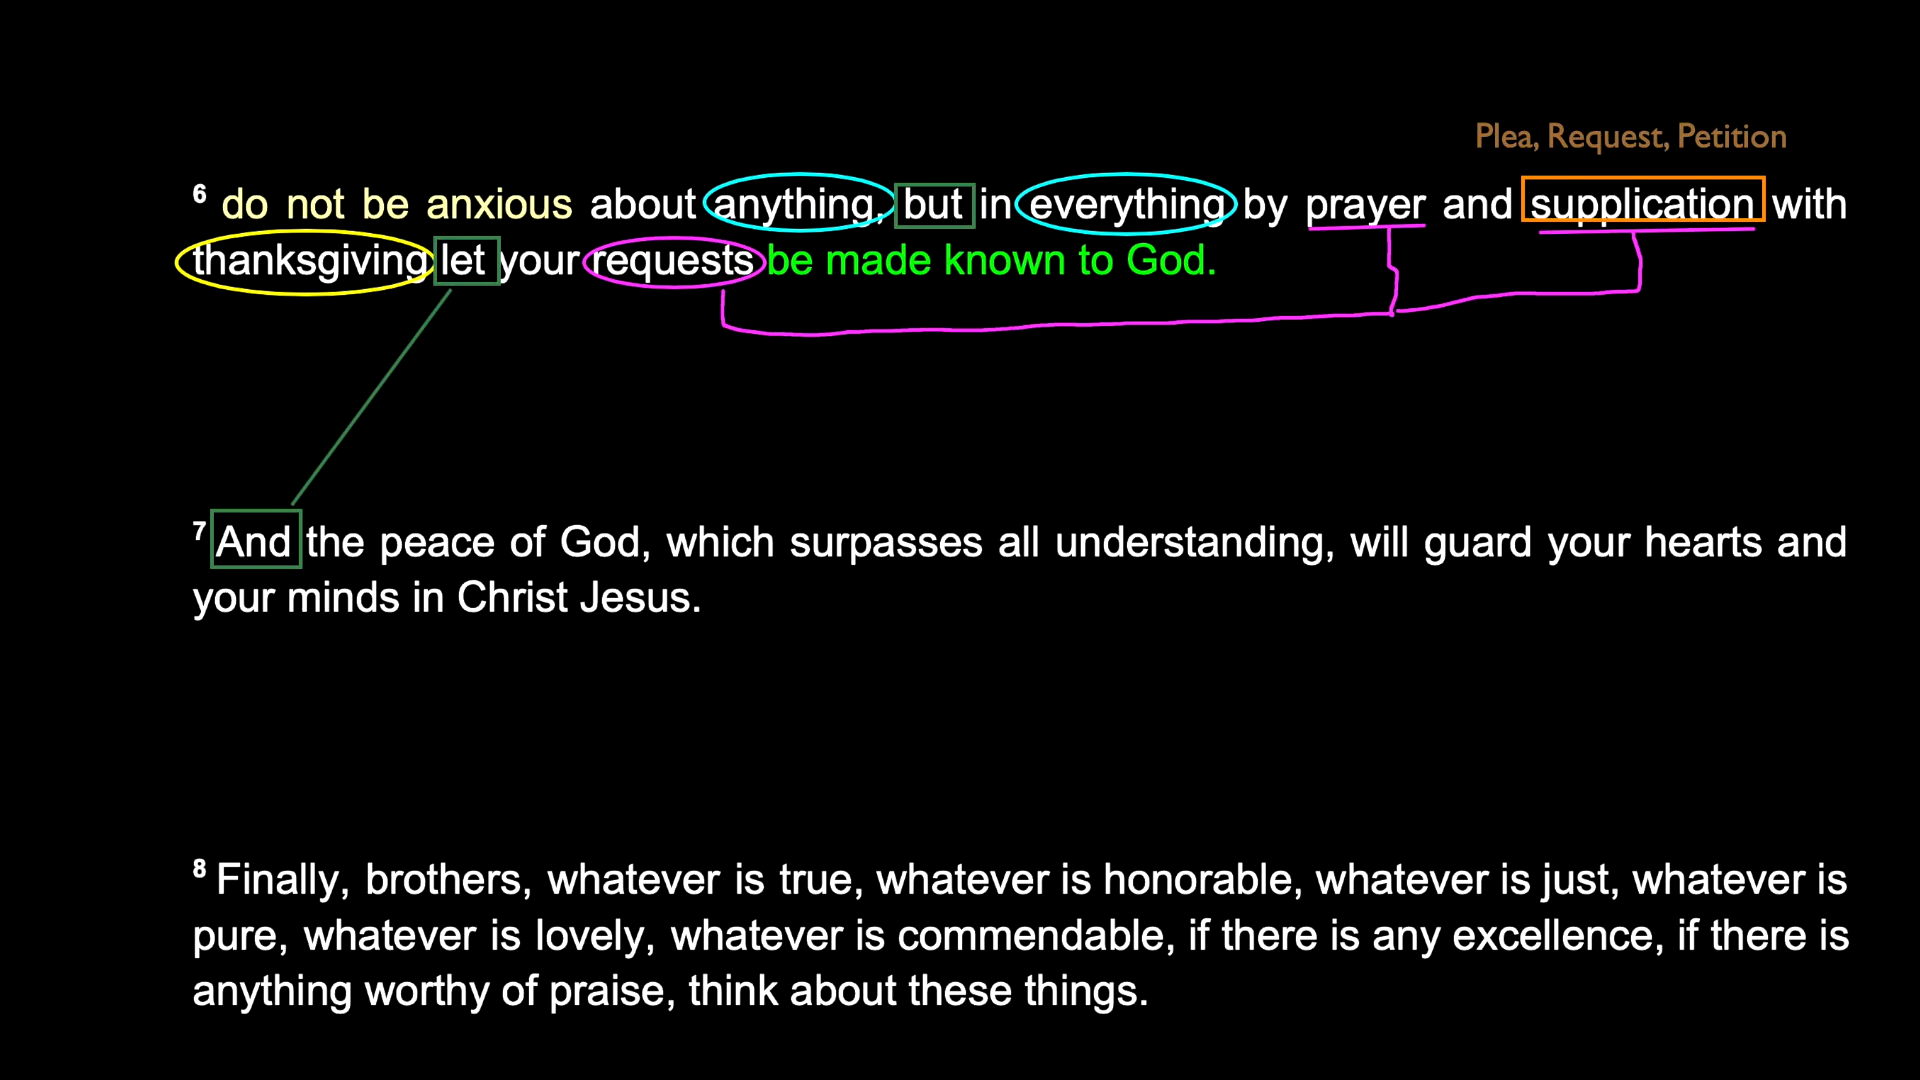 Plea, Request, Petition
6 do not be anxious about anything, but in everything by prayer and supplication with
thanksgiving let your requests be made known to God.
7 And the peace of God, which surpasses all understanding, will guard your hearts and
your minds in Christ Jesus.
8 Finally, brothers, whatever is true, whatever is honorable, whatever is just, whatever is
pure, whatever is lovely, whatever is commendable, if there is any excellence, if there is
anything worthy of praise, think about these things.